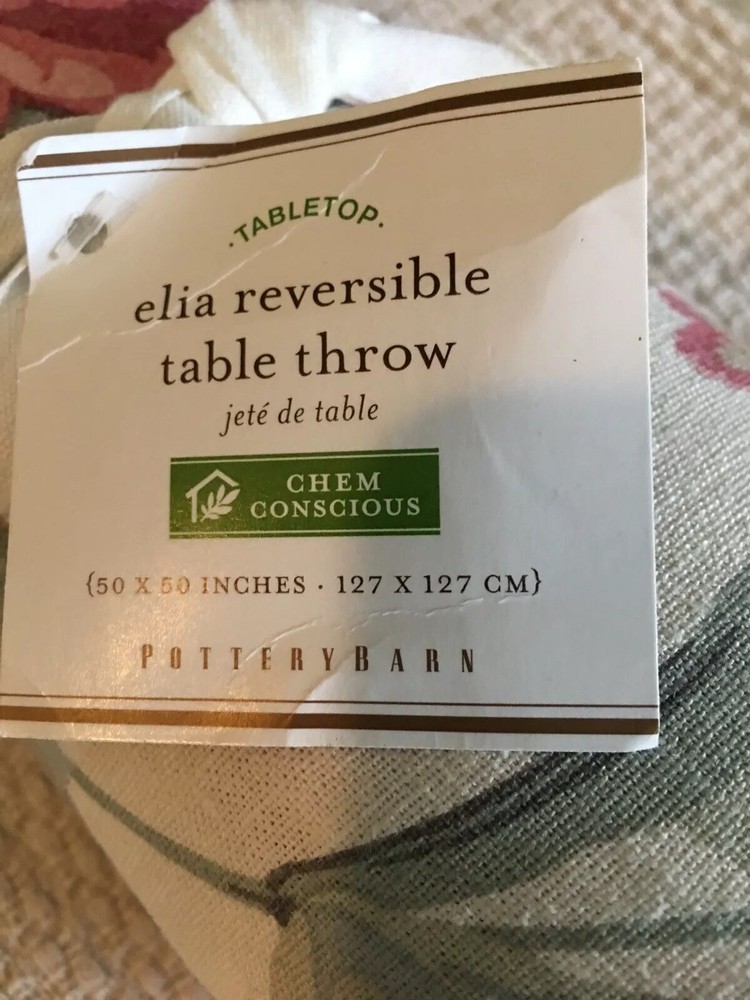 ·TABLETOP·
elia reversible
table throw
jeté de table
CHEM
CONSCIOUS
{50 X 50 INCHES · 127 X 127 CM}
POTTERYBARN